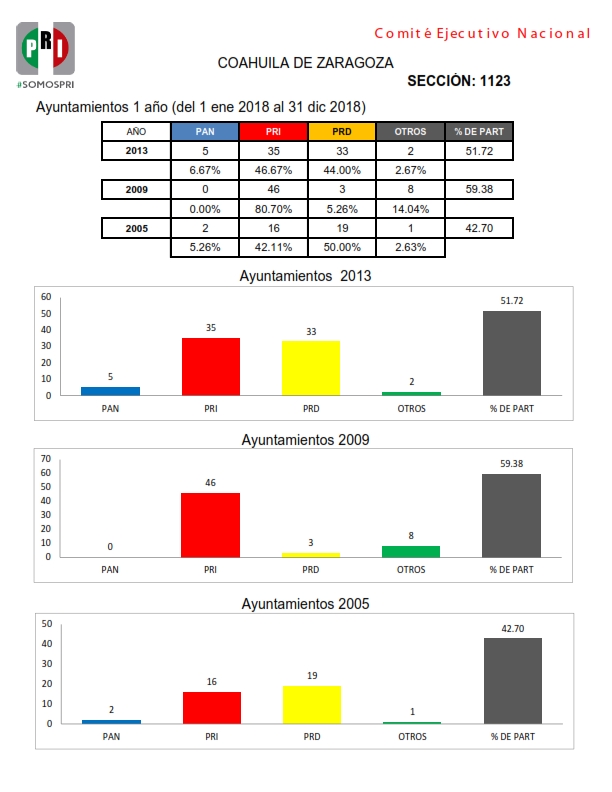 Comité Ejecutivo Nacional
PRI
#SOMOSPRI
COAHUILA DE ZARAGOZA
SECCIÓN: 1123
Ayuntamientos 1 año (del 1 ene 2018 al 31 dic 2018)
AÑO PAN PRI PRD OTROS % DE PART
2013 5 35 33 2 51.72
6.67% 46.67% 44.00% 2.67%
2009 0 46 3 8 59.38
0.00% 80.70% 5.26% 14.04%
2005 2 16 19 1 42.70
5.26% 42.11% 50.00% 2.63%
Ayuntamientos 2013
60
50
40
30
20
10
0
5 35 33 2 51.72
PAN PRI PRD OTROS % DE PART
Ayuntamientos 2009
70
60
50
40
30
20
10
0
0 46 3 8 59.38
PAN PRI PRD OTROS % DE PART
Ayuntamientos 2005
50
40
30
20
10
0
2 16 19 1 42.70
PAN PRI PRD OTROS % DE PART